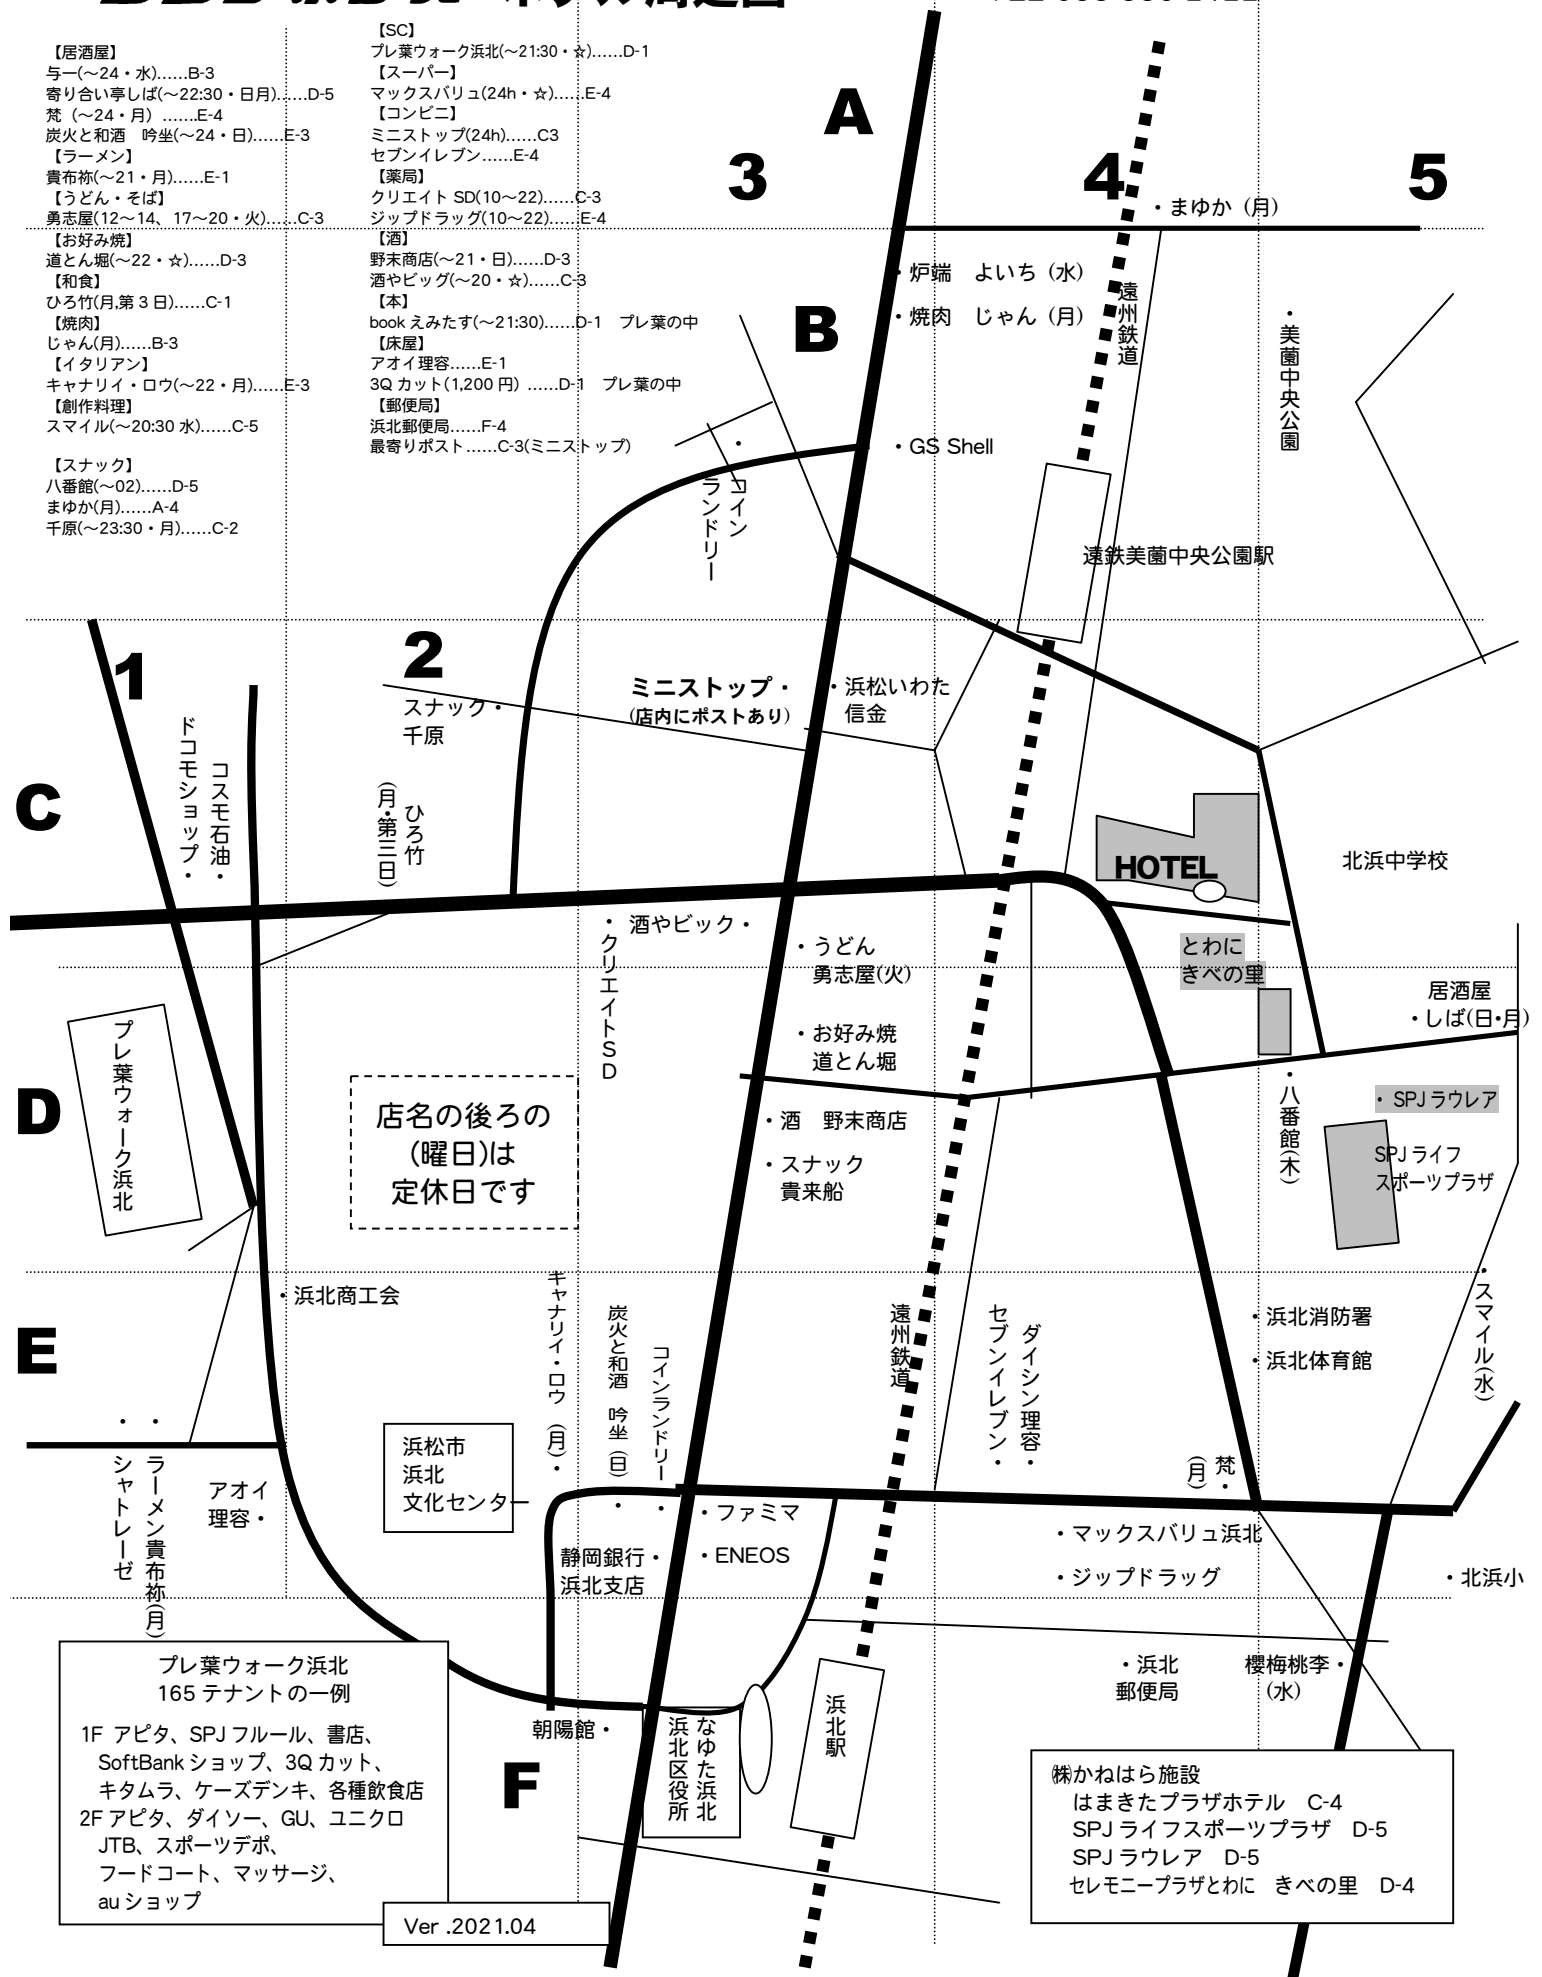 【居酒屋】
与一(～24・水)……B-3
寄り合い亭しば(～22:30・日月)……D-5
梵（～24・月）…….E-4
炭火と和酒　吟坐(～24・日)……E-3
【ラーメン】
貴布祢(～21・月)……E-1
【うどん・そば】
勇志屋(12～14、17～20・火)……C-3
【お好み焼】
道とん堀(～22・☆)……D-3
【和食】
ひろ竹(月,第3日)……C-1
【焼肉】
じゃん(月)……B-3
【イタリアン】
キャナリイ・ロウ(～22・月)……E-3
【創作料理】
スマイル(～20:30 水)……C-5
【スナック】
八番館(～02)……D-5
まゆか(月)……A-4
千原(～23:30・月)……C-2
【SC】
プレ葉ウォーク浜北(～21:30・☆)……D-1
【スーパー】
マックスバリュ(24h・☆)……E-4
【コンビニ】
ミニストップ(24h)……C3
セブンイレブン……E-4
【薬局】
クリエイト SD(10～22)……C-3
ジップドラッグ(10～22)……E-4
【酒】
野末商店(～21・日)……D-3
酒やビッグ(～20・☆)……C-3
【本】
book えみたす(～21:30)……D-1　プレ葉の中
【床屋】
アオイ理容……E-1
3Q カット(1,200 円) ……D-1　プレ葉の中
【郵便局】
浜北郵便局……F-4
最寄りポスト……C-3(ミニストップ)
A
3
4
5
・まゆか (月)
・炉端　よいち (水)
B
・焼肉　じゃん (月)
遠州鉄道
・美薗中央公園
・GS Shell
・コイン
ランドリー
遠鉄美薗中央公園駅
1
2
スナック・
千原
ミニストップ・
(店内にポストあり)
・浜松いわた
信金
ドコモショップ・
コスモ石油・
C
ひろ竹
(月・第三日)
HOTEL
北浜中学校
・クリエイトSD
酒やビック・
・うどん
勇志屋(火)
とわに
きべの里
居酒屋
・しば(日・月)
プレ葉ウォーク浜北
・お好み焼
道とん堀
D
店名の後ろの
(曜日)は
定休日です
・酒　野末商店
・スナック
貴来船
・八番館(木)
・SPJ ラウレア
SPJ ライフ
スポーツプラザ
・浜北商工会
E
キャナリイ・ロウ (月)・
炭火と和酒　吟坐 (日)・
コインランドリー・
遠州鉄道
セブンイレブン・
ダイシン理容・
・浜北消防署
・浜北体育館
・スマイル(水)
・シャトレーゼ
・ラーメン貴布祢(月)
アオイ
理容・
浜松市
浜北
文化センター
梵・
(月)
・ファミマ
・ENEOS
静岡銀行・
浜北支店
・マックスバリュ浜北
・ジップドラッグ
・北浜小
プレ葉ウォーク浜北
165 テナントの一例
1F アピタ、SPJ フルール、書店、
SoftBank ショップ、3Q カット、
キタムラ、ケーズデンキ、各種飲食店
2F アピタ、ダイソー、GU、ユニクロ
JTB、スポーツデポ、
フードコート、マッサージ、
au ショップ
朝陽館・
F
なゆた浜北
浜北区役所
浜北駅
・浜北
郵便局
櫻梅桃李・
(水)
㈱かねはら施設
はまきたプラザホテル　C-4
SPJ ライフスポーツプラザ　D-5
SPJ ラウレア　D-5
セレモニープラザとわに　きべの里　D-4
Ver .2021.04